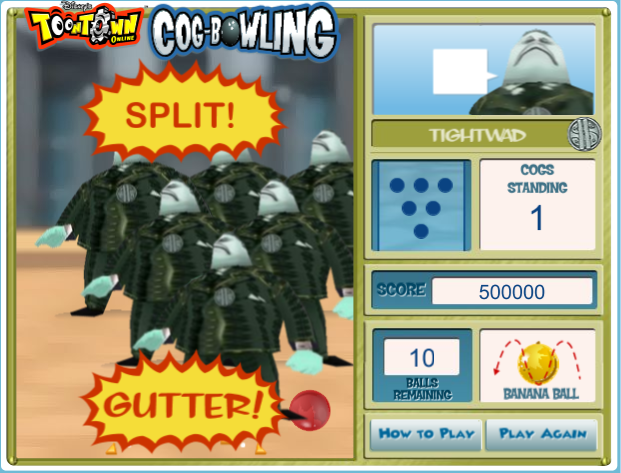 Disney's
TOONTOWN
ONLINE
COG-BOWLING
SPLIT!
GUTTER!
TIGHTWAD
COGS
STANDING
1
SCORE
500000
10
BALLS
REMAINING
BANANA BALL
HOW TO PLAY
PLAY AGAIN